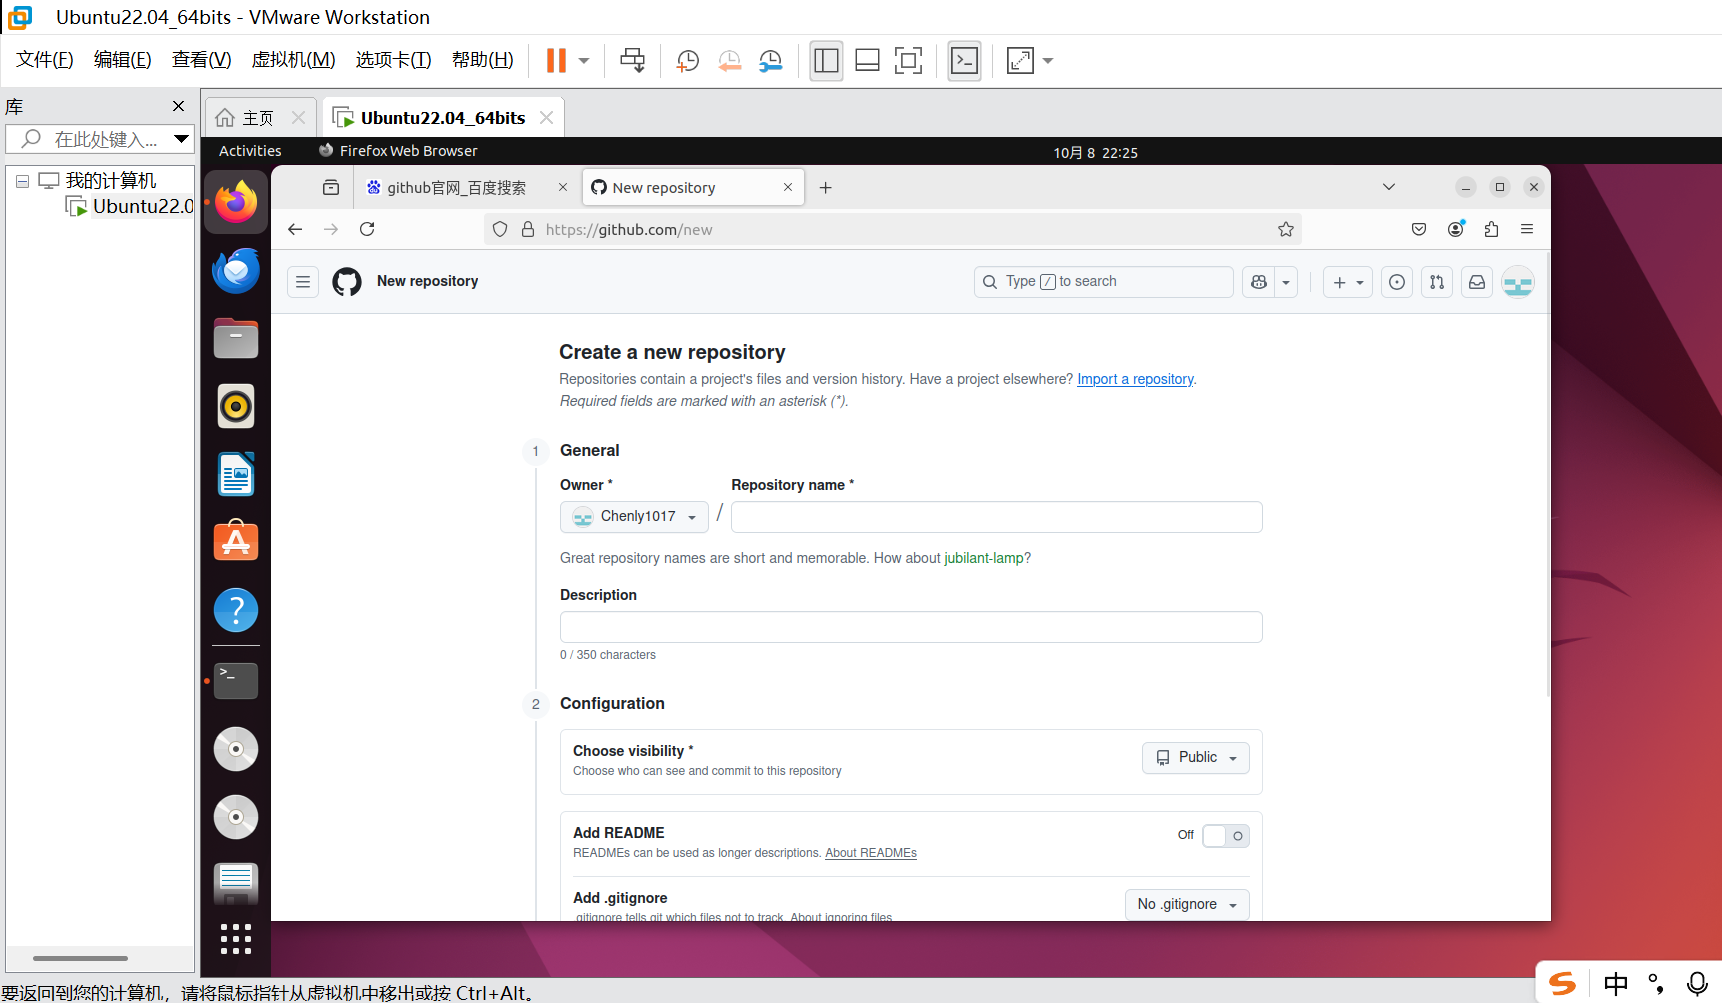 Ubuntu22.04_64bits - VMware Workstation
文件(F) 编辑(E) 查看(V) 虚拟机(M) 选项卡(T) 帮助(H)
库
在此处键入...
我的计算机
Ubuntu22.0
主页 Ubuntu22.04_64bits
Activities Firefox Web Browser 10月 8 22:25
github官网_百度搜索 New repository
https://github.com/new
New repository Type / to search
Create a new repository
Repositories contain a project's files and version history. Have a project elsewhere? Import a repository.
Required fields are marked with an asterisk (*).
1 General
Owner * Repository name *
Chenly1017 /
Great repository names are short and memorable. How about jubilant-lamp?
Description
0 / 350 characters
2 Configuration
Choose visibility *
Choose who can see and commit to this repository
Public
Add README
READMEs can be used as longer descriptions. About READMEs
Off
Add .gitignore
.gitignore tells git which files not to track. About ignoring files
No .gitignore
要返回到您的计算机，请将鼠标指针从虚拟机中移出或按 Ctrl+Alt。
中